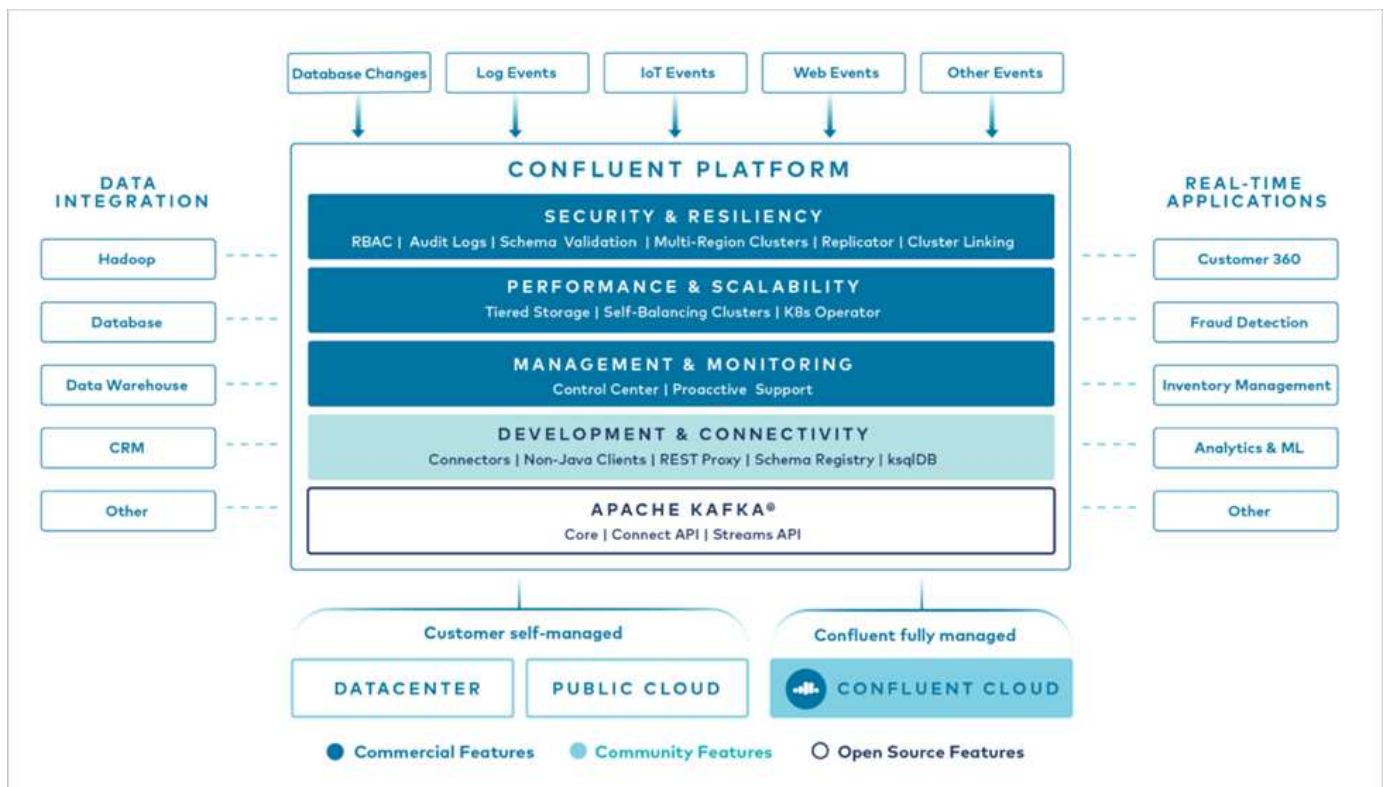 Database Changes
Log Events
IoT Events
Web Events
Other Events
DATA
INTEGRATION
Hadoop
Database
Data Warehouse
CRM
Other
CONFLUENT PLATFORM
SECURITY & RESILIENCY
RBAC | Audit Logs | Schema Validation | Multi-Region Clusters | Replicator | Cluster Linking
PERFORMANCE & SCALABILITY
Tiered Storage | Self-Balancing Clusters | K8s Operator
MANAGEMENT & MONITORING
Control Center | Proacctive Support
DEVELOPMENT & CONNECTIVITY
Connectors | Non-Java Clients | REST Proxy | Schema Registry | ksqlDB
APACHE KAFKA®
Core | Connect API | Streams API
REAL-TIME
APPLICATIONS
Customer 360
Fraud Detection
Inventory Management
Analytics & ML
Other
Customer self-managed
Confluent fully managed
DATACENTER
PUBLIC CLOUD
CONFLUENT CLOUD
Commercial Features
Community Features
Open Source Features